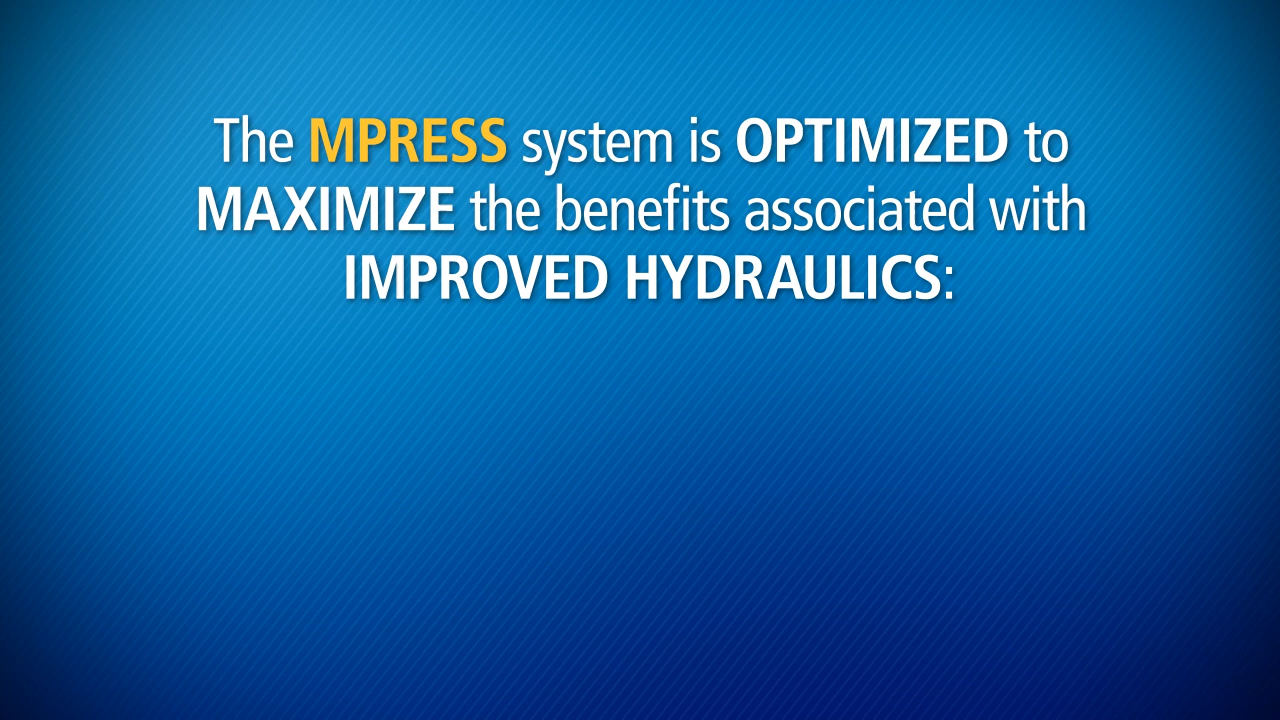 The MPRESS system is OPTIMIZED to
MAXIMIZE the benefits associated with
IMPROVED HYDRAULICS: